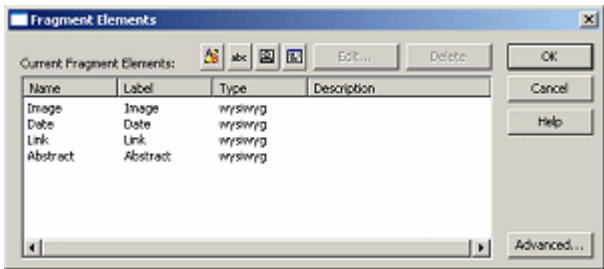 Fragment Elements
Current Fragment Elements: abc Edit... Delete OK
Name Label Type Description Cancel
Image Image wysiwyg
Date Date wysiwyg Help
Link Link wysiwyg
Abstract Abstract wysiwyg
Advanced...